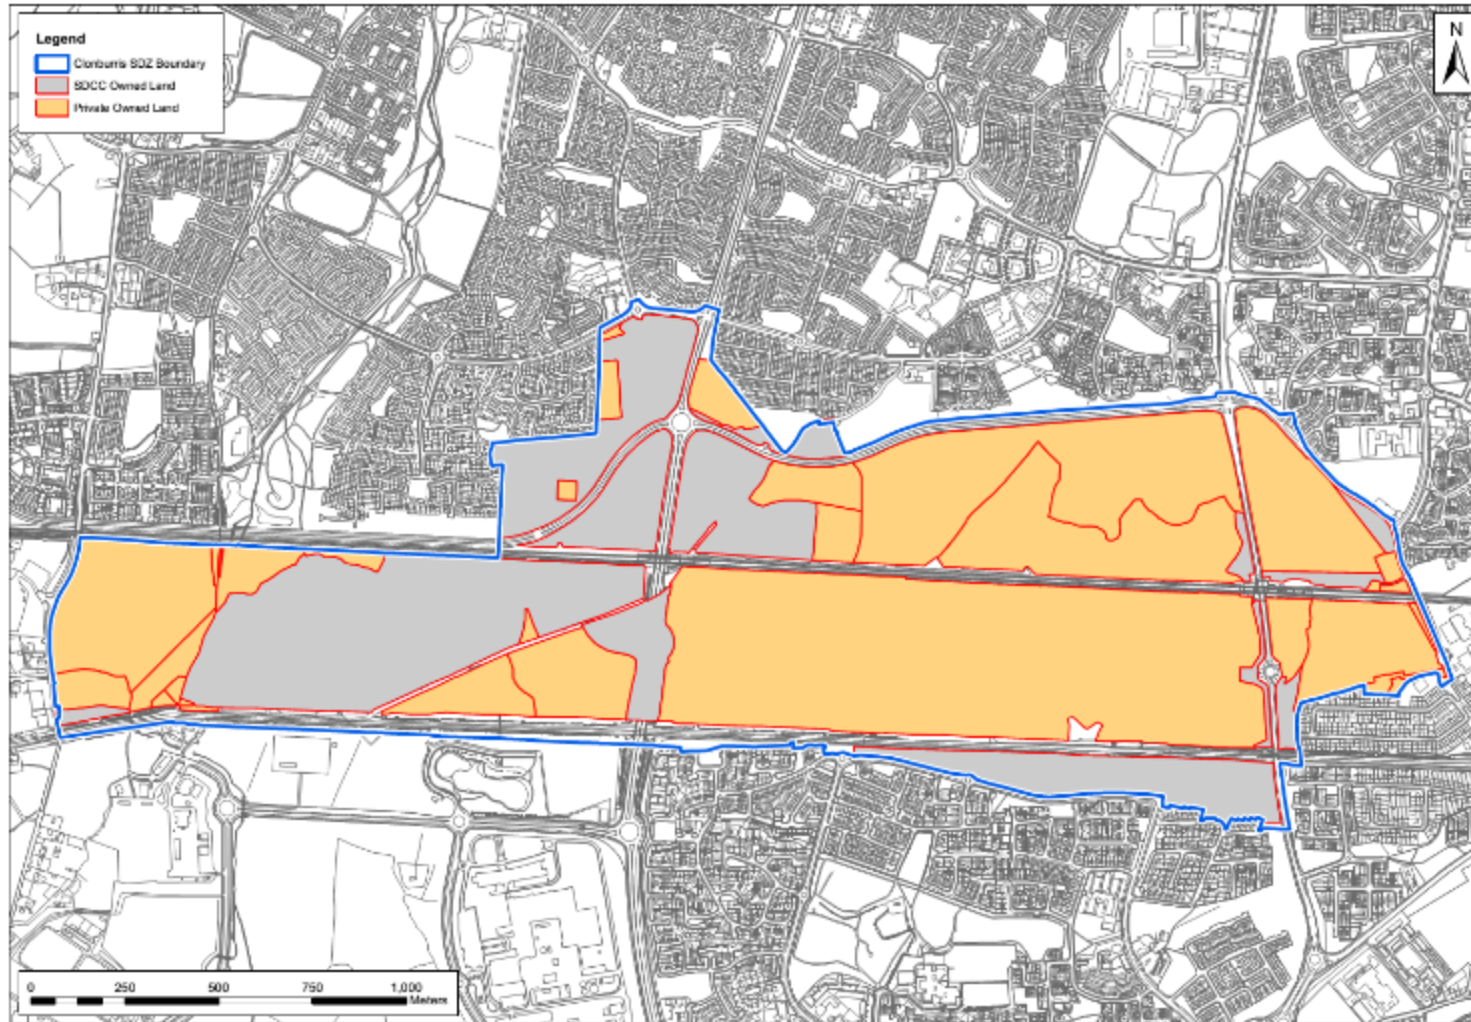 Legend
Clonburris SDZ Boundary
SDCC Owned Land
Private Owned Land
N
0 250 500 750 1,000
Meters